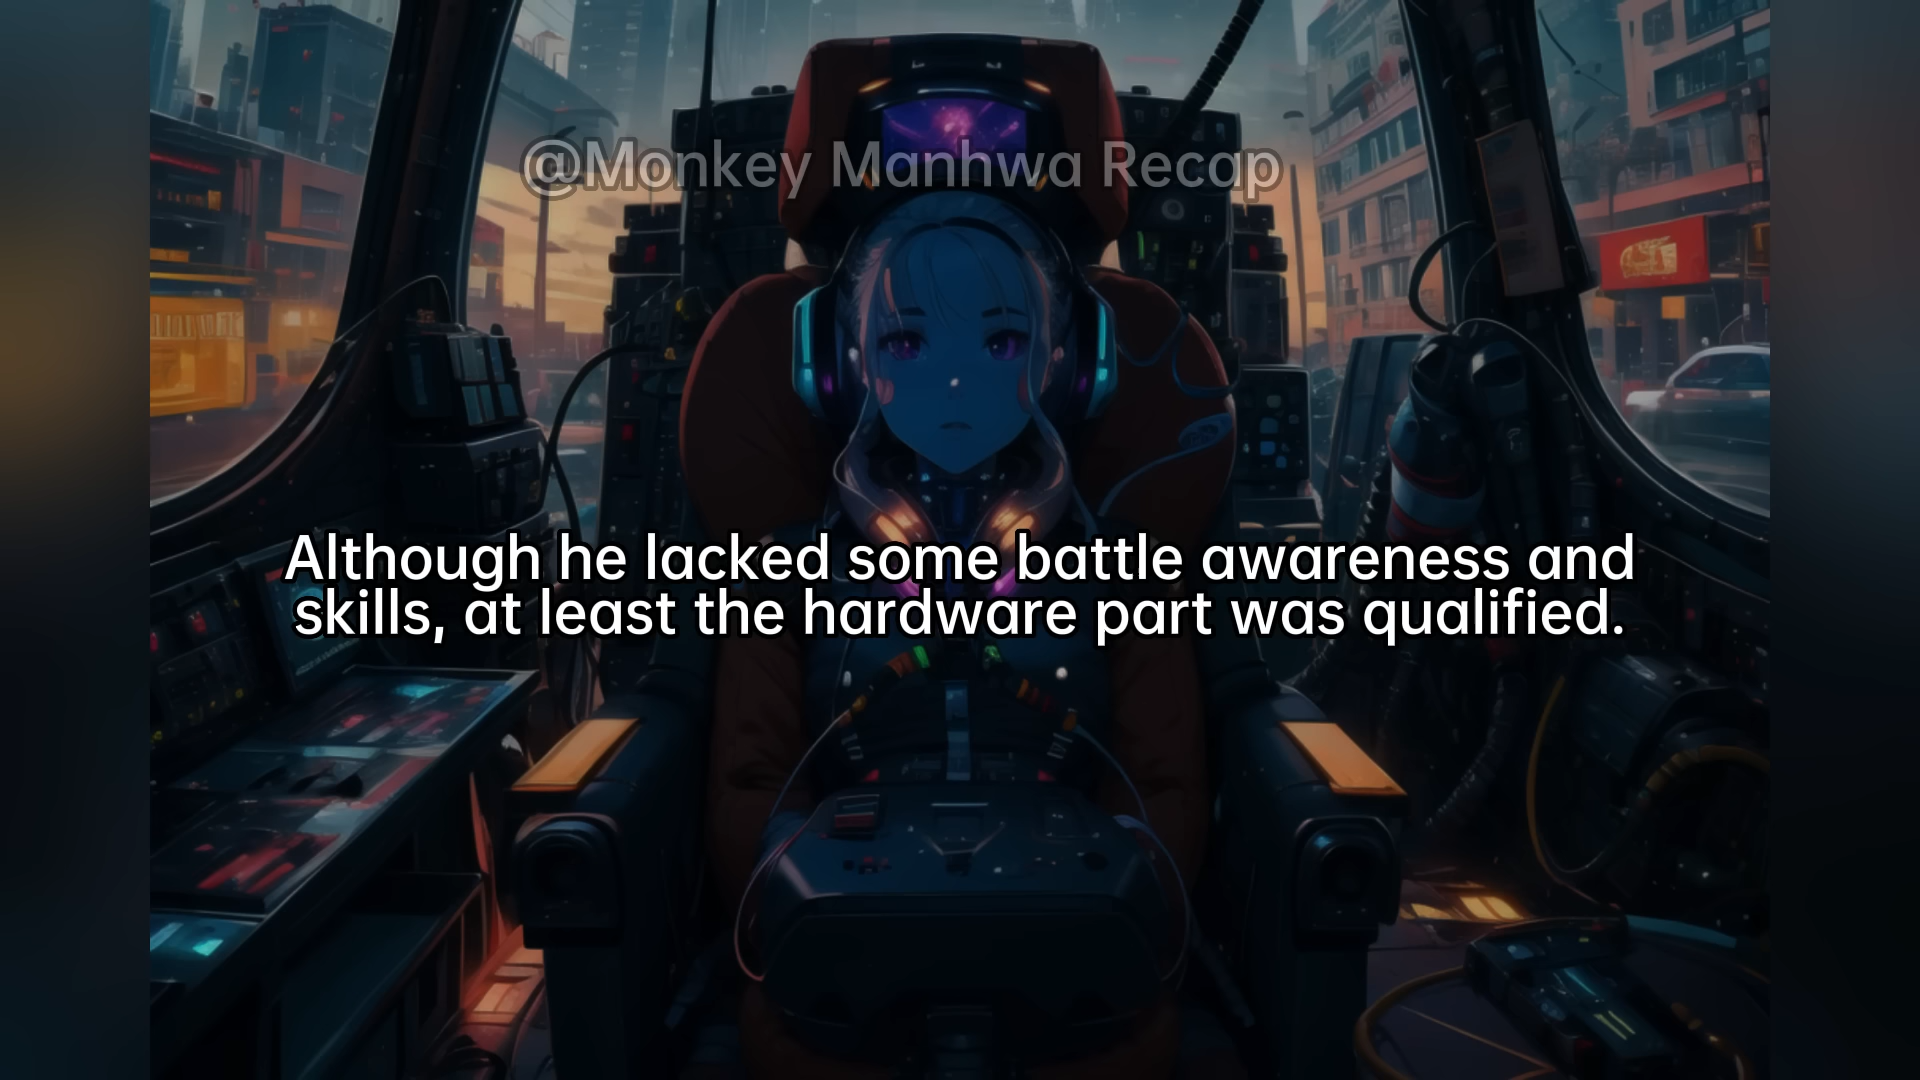 @Monkey Manhwa Recap
Although he lacked some battle awareness and
skills, at least the hardware part was qualified.